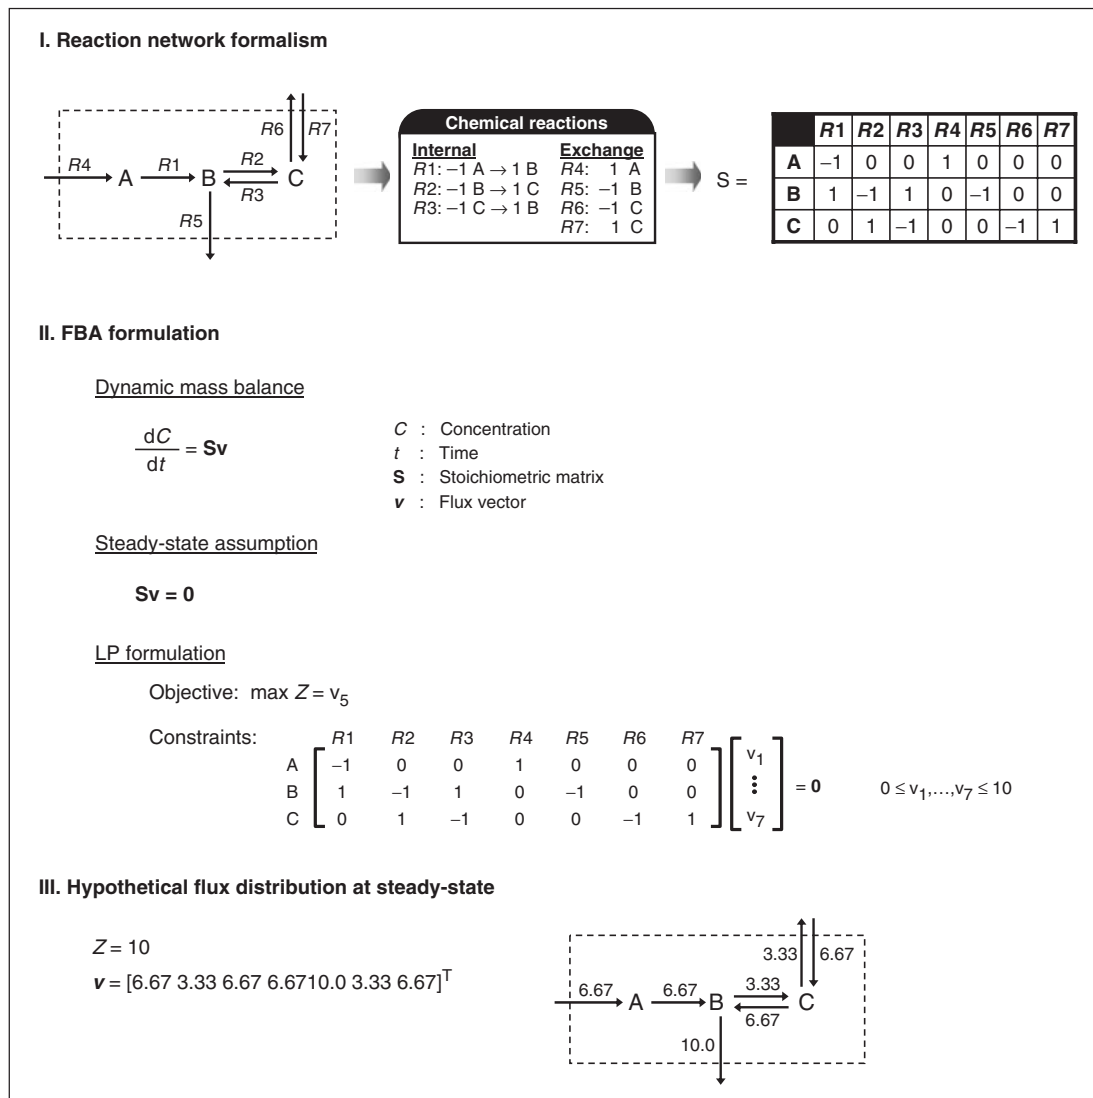 I. Reaction network formalism
R4 A R1 B R2 R3 C R6 R7 R5
Chemical reactions
Internal Exchange
R1: –1 A → 1 B R4: 1 A
R2: –1 B → 1 C R5: –1 B
R3: –1 C → 1 B R6: –1 C
R7: 1 C
S =
R1 R2 R3 R4 R5 R6 R7
A –1 0 0 1 0 0 0
B 1 –1 1 0 –1 0 0
C 0 1 –1 0 0 –1 1
II. FBA formulation
Dynamic mass balance
dC
dt
= Sv
C : Concentration
t : Time
S : Stoichiometric matrix
v : Flux vector
Steady-state assumption
Sv = 0
LP formulation
Objective: max Z = v5
Constraints: R1 R2 R3 R4 R5 R6 R7
A –1 0 0 1 0 0 0 v1
B 1 –1 1 0 –1 0 0 ⋮ = 0 0 ≤ v1,...,v7 ≤ 10
C 0 1 –1 0 0 –1 1 v7
III. Hypothetical flux distribution at steady-state
Z = 10
v = [6.67 3.33 6.67 6.6710.0 3.33 6.67]T
3.33 6.67
6.67 A 6.67 B 3.33 C
6.67
10.0